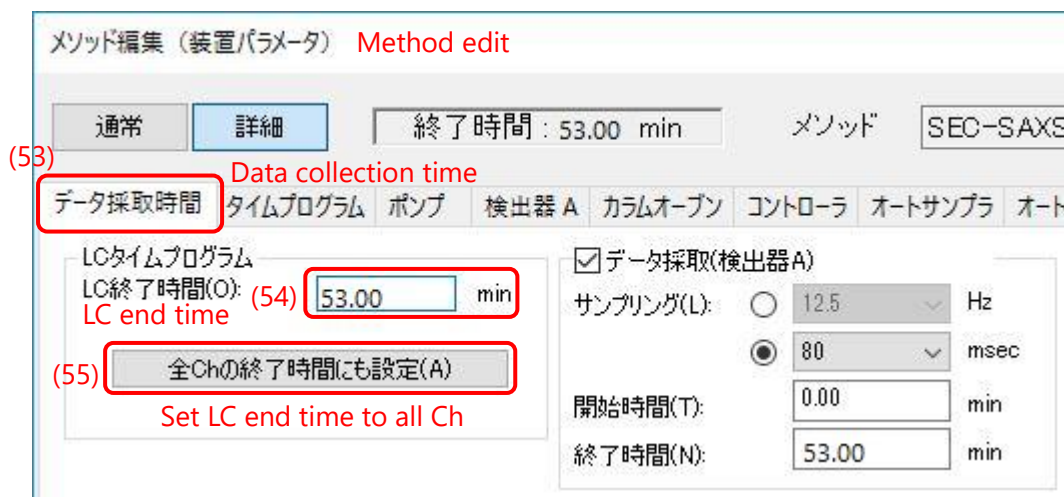 メソッド編集（装置パラメータ） Method edit
通常 詳細 終了時間 : 53.00 min メソッド SEC-SAXS
(53)
Data collection time
データ採取時間 タイムプログラム ポンプ 検出器 A カラムオーブン コントローラ オートサンプラ オート
LCタイムプログラム
LC終了時間(O): (54) 53.00 min
LC end time
(55) 全Chの終了時間にも設定(A)
Set LC end time to all Ch
データ採取(検出器A)
サンプリング(L): 12.5 Hz
80 msec
開始時間(T): 0.00 min
終了時間(N): 53.00 min